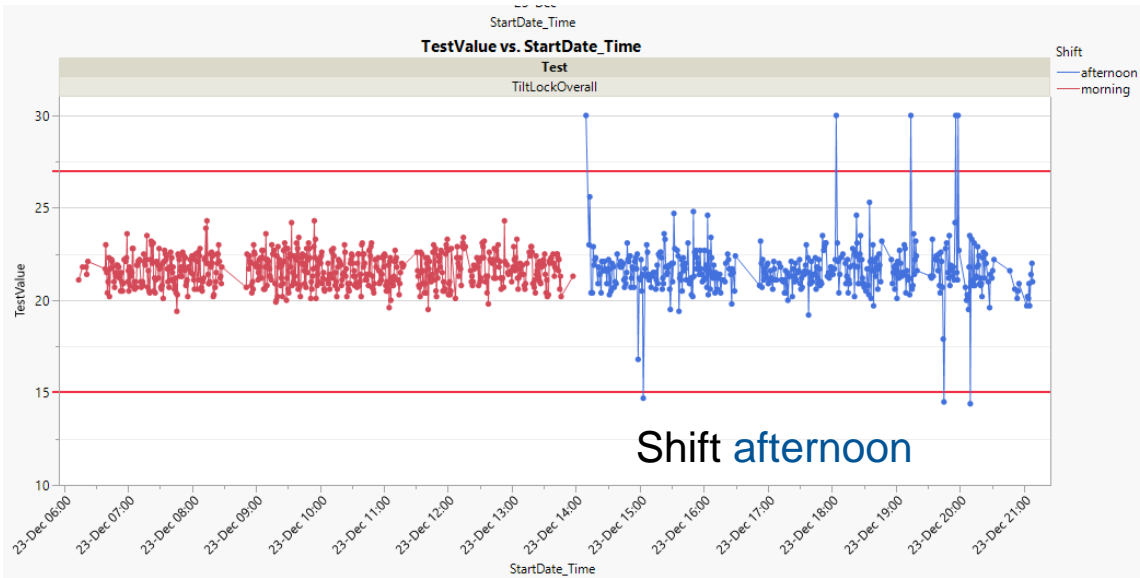 StartDate_Time
TestValue vs. StartDate_Time
Test
TiltLockOverall
Shift
afternoon
morning
TestValue
30
25
20
15
10
Shift afternoon
23-Dec 06:00
23-Dec 07:00
23-Dec 08:00
23-Dec 09:00
23-Dec 10:00
23-Dec 11:00
23-Dec 12:00
23-Dec 13:00
23-Dec 14:00
23-Dec 15:00
23-Dec 16:00
23-Dec 17:00
23-Dec 18:00
23-Dec 19:00
23-Dec 20:00
23-Dec 21:00
StartDate_Time